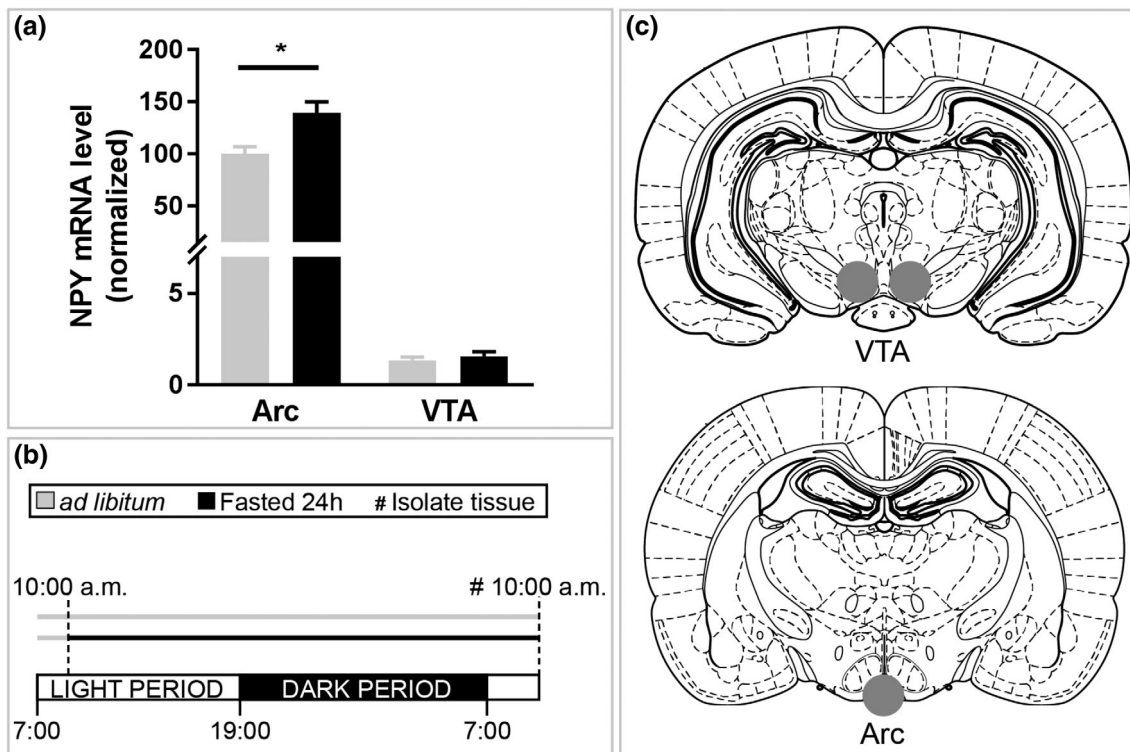 (a)
200
150
100
50
5
0
NPY mRNA level
(normalized)
*
Arc
VTA
(b)
ad libitum Fasted 24h # Isolate tissue
10:00 a.m. # 10:00 a.m.
LIGHT PERIOD DARK PERIOD
7:00 19:00 7:00
(c)
VTA
Arc